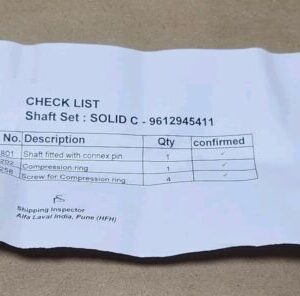 CHECK LIST
Shaft Set : SOLID C - 9612945411
No. Description Qty confirmed
801 Shaft fitted with connex pin 1 ✓
Compression ring 1 ✓
Screw for Compression ring 4 ✓
Shipping Inspector
Alfa Laval India, Pune (HFH)